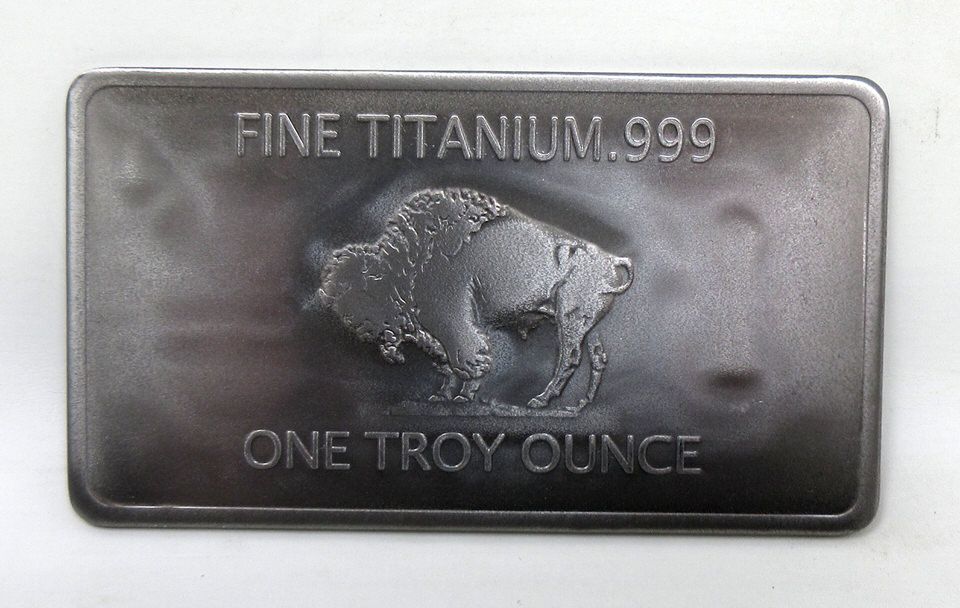 FINE TITANIUM.999
ONE TROY OUNCE